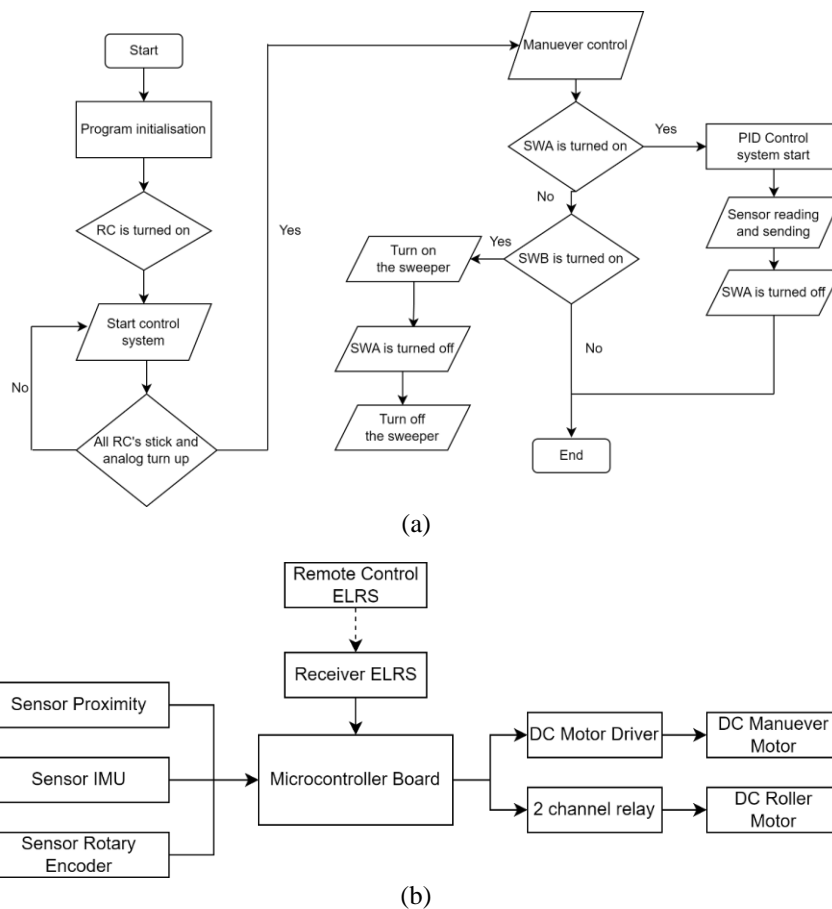 Start
Program initialisation
RC is turned on
Start control
system
No
All RC's stick and
analog turn up
Yes
Manuever control
SWA is turned on
Yes
PID Control
system start
Sensor reading
and sending
SWA is turned off
No
SWB is turned on
Yes
Turn on
the sweeper
SWA is turned off
Turn off
the sweeper
No
End
(a)
Remote Control
ELRS
Receiver ELRS
Sensor Proximity
Sensor IMU
Sensor Rotary
Encoder
Microcontroller Board
DC Motor Driver
DC Manuever
Motor
2 channel relay
DC Roller
Motor
(b)